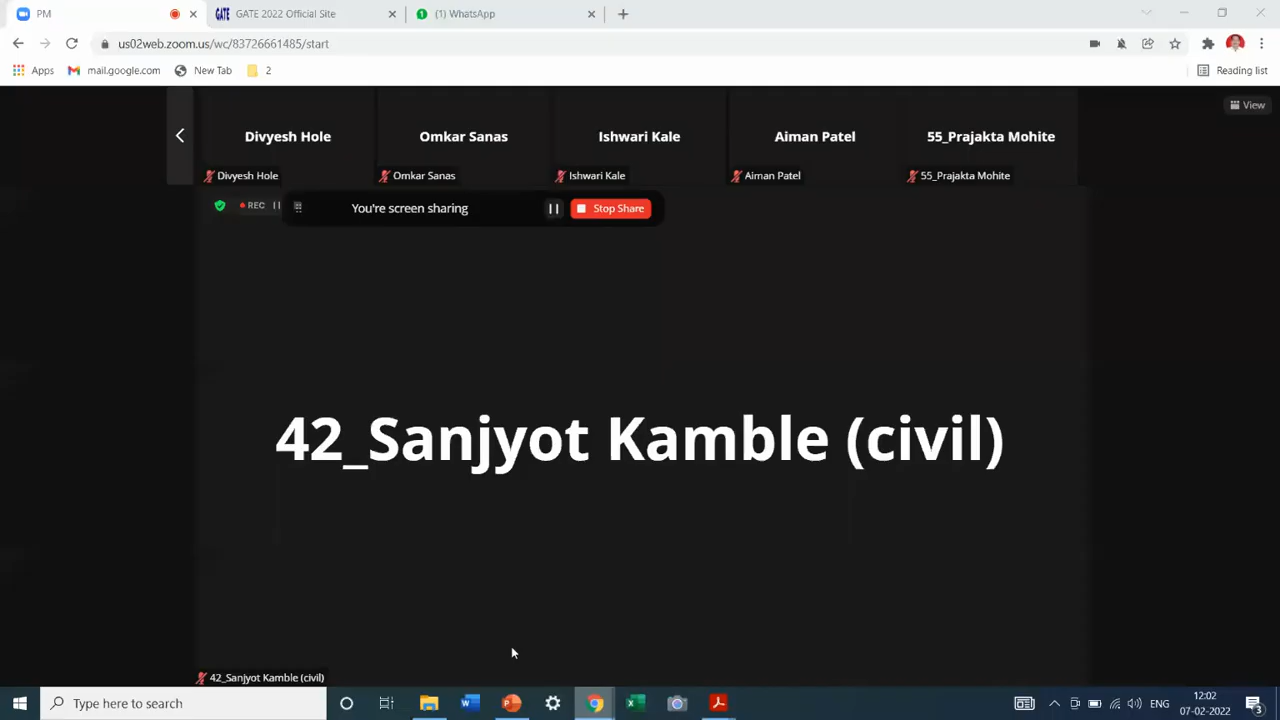 PM
GATE GATE 2022 Official Site
1 (1) WhatsApp
us02web.zoom.us/wc/83726661485/start
Apps mail.google.com New Tab 2 Reading list
View
Divyesh Hole Omkar Sanas Ishwari Kale Aiman Patel 55_Prajakta Mohite
Divyesh Hole Omkar Sanas Ishwari Kale Aiman Patel 55_Prajakta Mohite
REC You're screen sharing Stop Share
42_Sanjyot Kamble (civil)
42_Sanjyot Kamble (civil)
Type here to search ENG 12:02
07-02-2022 3